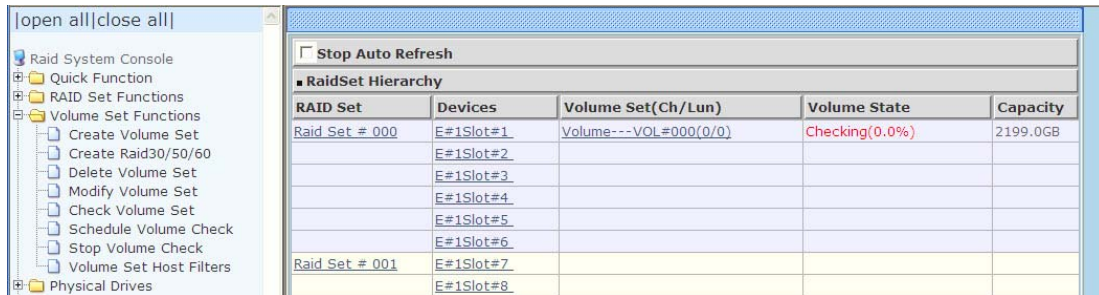 |open all|close all|
Raid System Console
Quick Function
RAID Set Functions
Volume Set Functions
Create Volume Set
Create Raid30/50/60
Delete Volume Set
Modify Volume Set
Check Volume Set
Schedule Volume Check
Stop Volume Check
Volume Set Host Filters
Physical Drives
Stop Auto Refresh
RaidSet Hierarchy
RAID Set Devices Volume Set(Ch/Lun) Volume State Capacity
Raid Set # 000 E#1Slot#1 Volume---VOL#000(0/0) Checking(0.0%) 2199.0GB
E#1Slot#2
E#1Slot#3
E#1Slot#4
E#1Slot#5
E#1Slot#6
Raid Set # 001 E#1Slot#7
E#1Slot#8